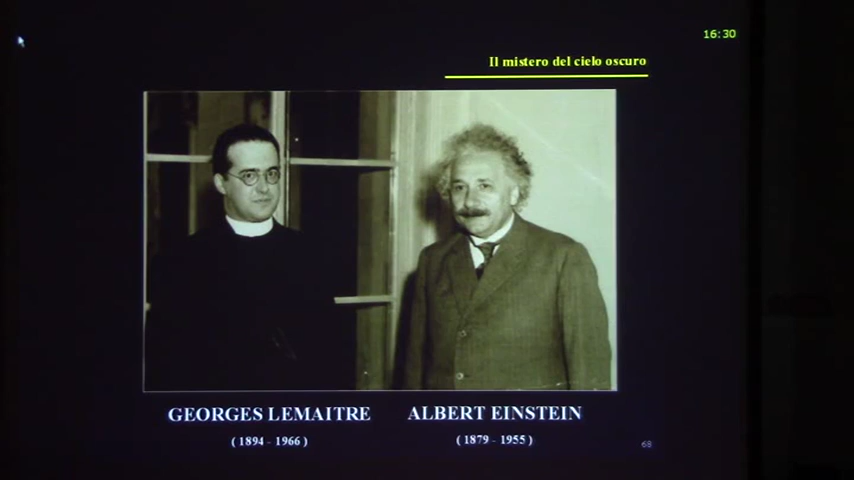 16:30
Il mistero del cielo oscuro
GEORGES LEMAITRE
ALBERT EINSTEIN
( 1894 - 1966 )
( 1879 - 1955 )
68